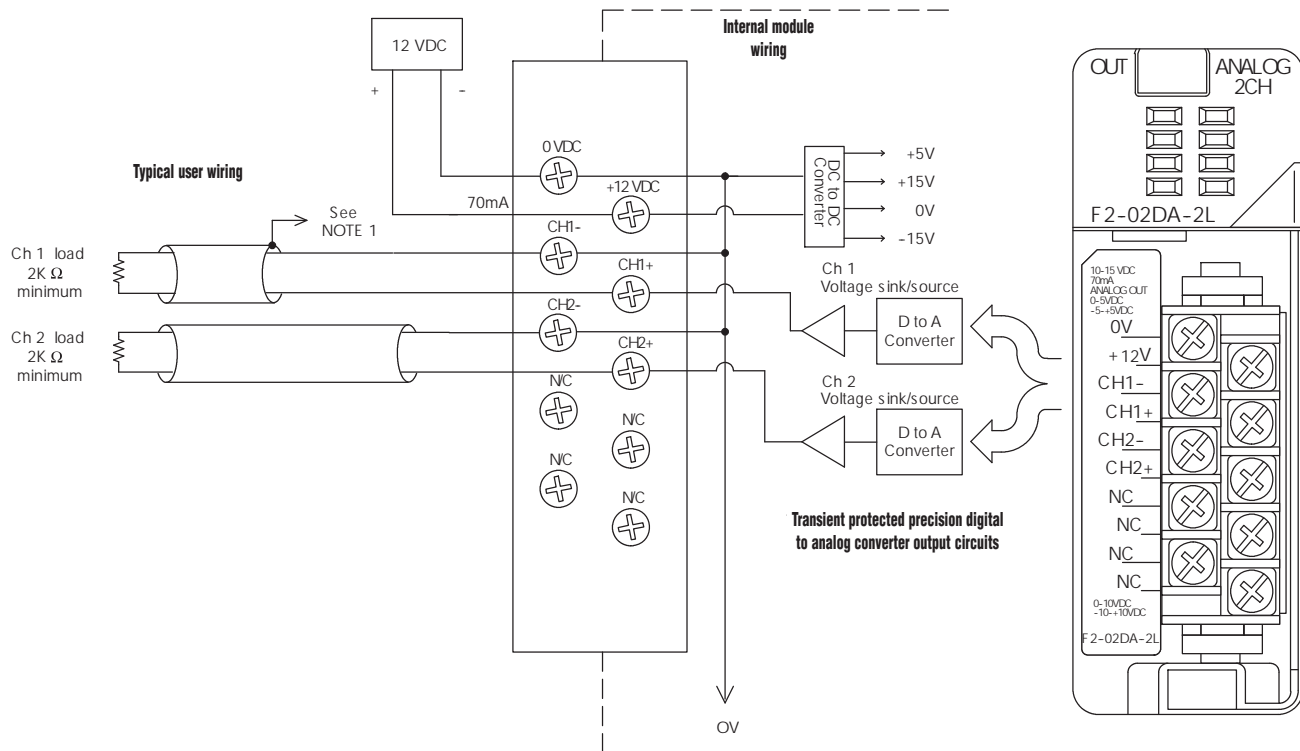 12 VDC
+
-
Internal module
wiring
Typical user wiring
0 VDC
+12 VDC
70mA
See
NOTE 1
CH1-
CH1+
CH2-
CH2+
N/C
N/C
N/C
N/C
Ch 1 load
2K Ω
minimum
Ch 2 load
2K Ω
minimum
DC to DC
Converter
+5V
+15V
0V
-15V
Ch 1
Voltage sink/source
D to A
Converter
Ch 2
Voltage sink/source
D to A
Converter
Transient protected precision digital
to analog converter output circuits
OV
OUT
ANALOG
2CH
F2-02DA-2L
10-15 VDC
70mA
ANALOG OUT
0-5VDC
-5-+5VDC
0V
+12V
CH1-
CH1+
CH2-
CH2+
NC
NC
NC
NC
0-10VDC
-10-+10VDC
F2-02DA-2L